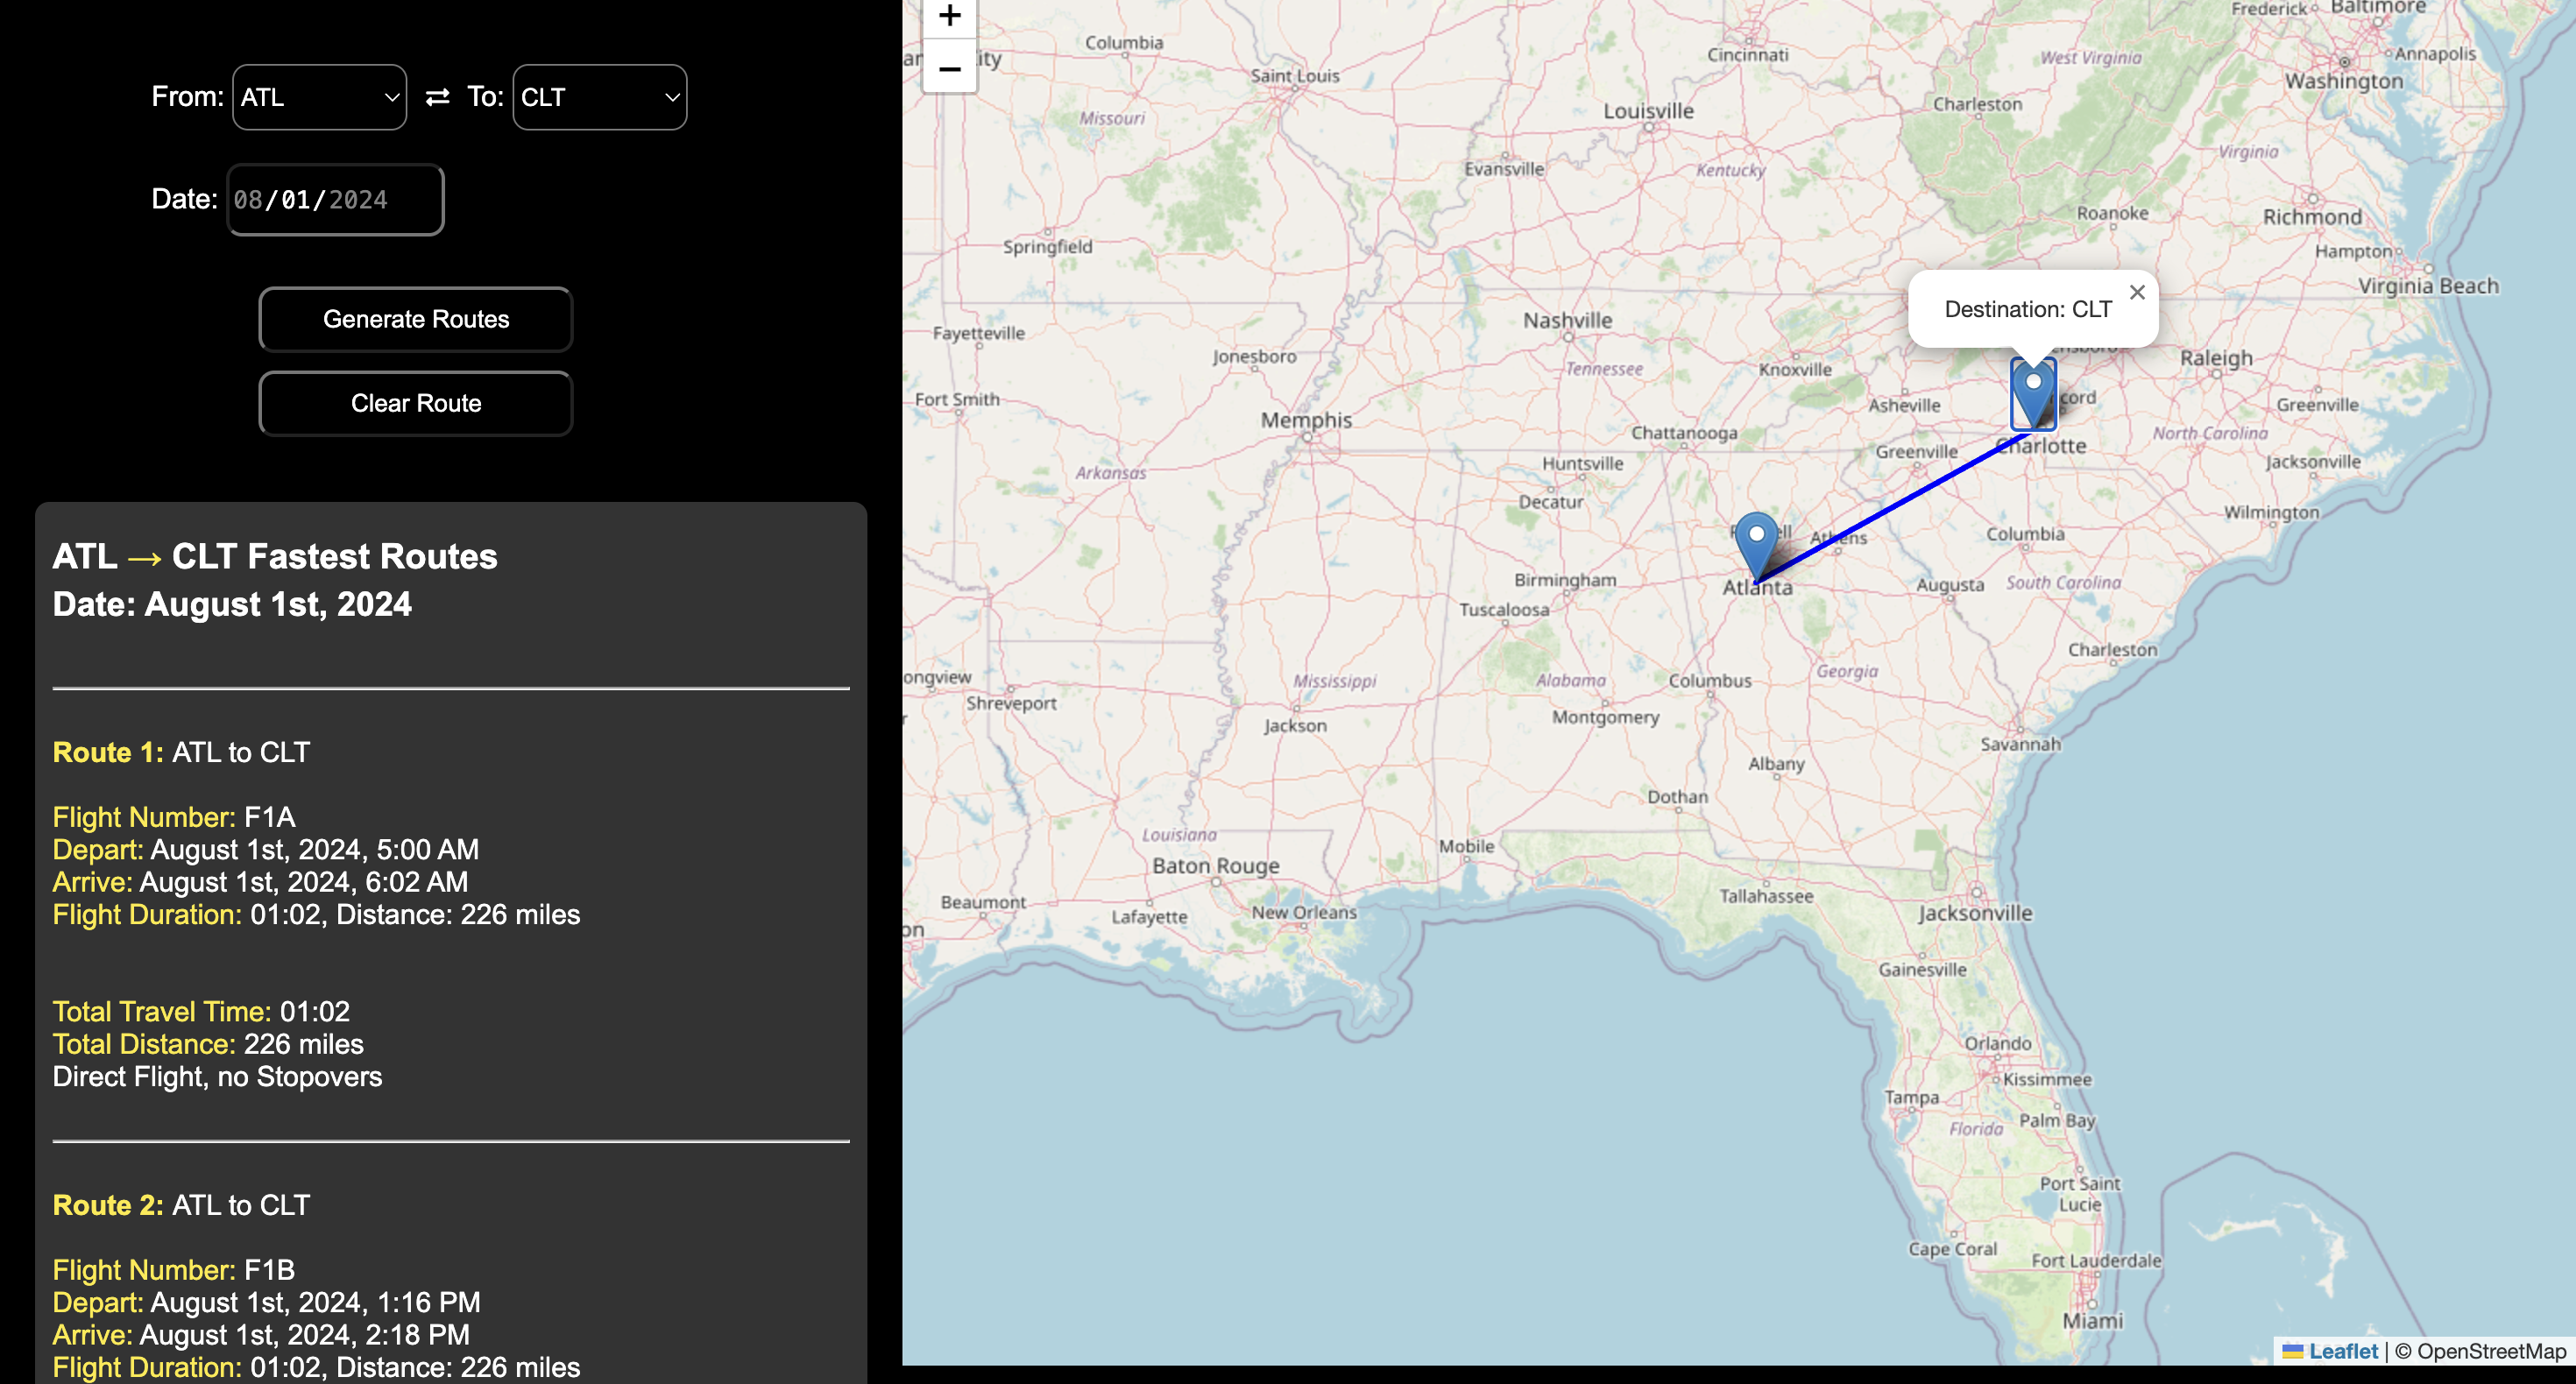 From: ATL ⇄ To: CLT
Date: 08/01/2024
Generate Routes
Clear Route
ATL → CLT Fastest Routes
Date: August 1st, 2024
Route 1: ATL to CLT
Flight Number: F1A
Depart: August 1st, 2024, 5:00 AM
Arrive: August 1st, 2024, 6:02 AM
Flight Duration: 01:02, Distance: 226 miles
Total Travel Time: 01:02
Total Distance: 226 miles
Direct Flight, no Stopovers
Route 2: ATL to CLT
Flight Number: F1B
Depart: August 1st, 2024, 1:16 PM
Arrive: August 1st, 2024, 2:18 PM
Flight Duration: 01:02, Distance: 226 miles
+
−
Frederick
Baltimore
Columbia
Cincinnati
West Virginia
Annapolis
Saint Louis
Washington
Missouri
Louisville
Charleston
Evansville
Kentucky
Virginia
Springfield
Roanoke
Richmond
Hampton
Virginia Beach
Destination: CLT ×
Fayetteville
Nashville
Jonesboro
Tennessee
Knoxville
Raleigh
Fort Smith
Memphis
Asheville
Greenville
Chattanooga
Charlotte
North Carolina
Arkansas
Huntsville
Greenville
Jacksonville
Decatur
Wilmington
Athens
Columbia
Birmingham
Atlanta
Augusta
South Carolina
Tuscaloosa
Charleston
Mississippi
Alabama
Columbus
Georgia
Shreveport
Jackson
Montgomery
Savannah
Albany
Dothan
Louisiana
Mobile
Baton Rouge
Tallahassee
Beaumont
Lafayette
New Orleans
Jacksonville
Gainesville
Orlando
Kissimmee
Tampa
Palm Bay
Florida
Port Saint
Lucie
Cape Coral
Fort Lauderdale
Miami
Leaflet | © OpenStreetMap